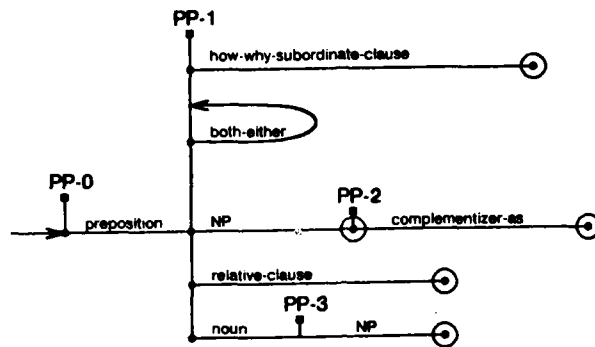 PP-1
how-why-subordinate-clause
both-either
PP-0
PP-2
preposition
NP
complementizer-as
relative-clause
PP-3
noun
NP